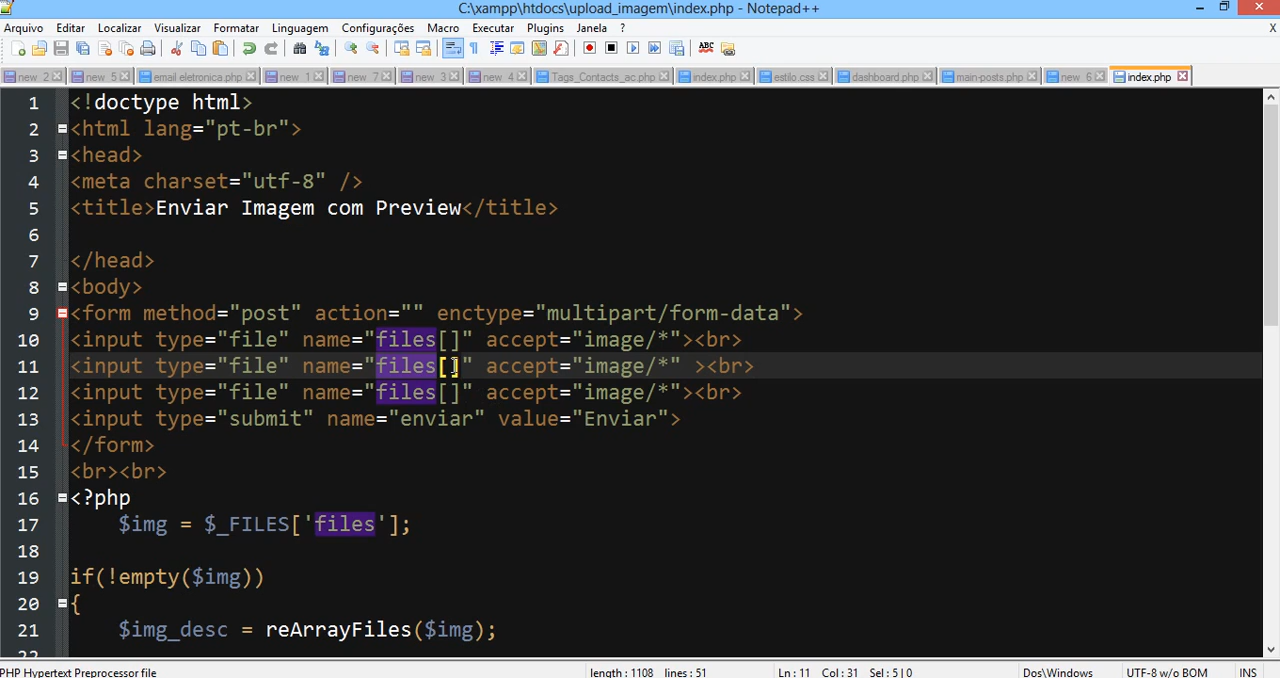 C:\xampp\htdocs\upload_imagem\index.php - Notepad++
Arquivo Editar Localizar Visualizar Formatar Linguagem Configurações Macro Executar Plugins Janela ? X
new 2 new 5 email eletronica.php new 1 new 7 new 3 new 4 Tags_Contacts_ac.php index.php estilo css dashboard.php main-posts.php new 6 index.php
1 <!doctype html>
2 <html lang="pt-br">
3 <head>
4 <meta charset="utf-8" />
5 <title>Enviar Imagem com Preview</title>
6
7 </head>
8 <body>
9 <form method="post" action="" enctype="multipart/form-data">
10 <input type="file" name="files[]" accept="image/*"><br>
11 <input type="file" name="files[]" accept="image/*" ><br>
12 <input type="file" name="files[]" accept="image/*"><br>
13 <input type="submit" name="enviar" value="Enviar">
14 </form>
15 <br><br>
16 <?php
17 $img = $_FILES['files'];
18
19 if(!empty($img))
20 {
21 $img_desc = reArrayFiles($img);
22
PHP Hypertext Preprocessor file length : 1108 lines : 51 Ln : 11 Col : 31 Sel : 5 | 0 Dos\Windows UTF-8 w/o BOM INS